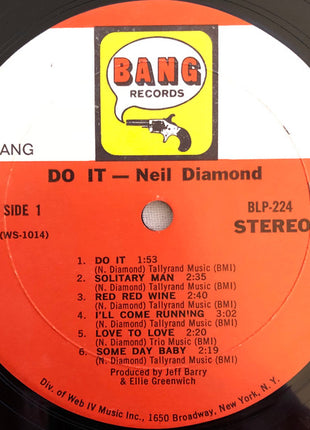 BANG
RECORDS
ANG
DO IT — Neil Diamond
SIDE 1
BLP-224
(WS-1014)
STEREO
1. DO IT 1:53
(N. Diamond) Tallyrand Music (BMI)
2. SOLITARY MAN 2:35
(N. Diamond) Tallyrand Music (BMI)
3. RED RED WINE 2:40
(N. Diamond) Tallyrand Music (BMI)
4. I'LL COME RUNNING 3:02
(N. Diamond) Tallyrand Music (BMI)
5. LOVE TO LOVE 2:20
(N. Diamond) Trio Music (BMI)
6. SOME DAY BABY 2:19
(N. Diamond) Tallyrand Music (BMI)
Produced by Jeff Barry
& Ellie Greenwich
Div. of Web IV Music Inc., 1650 Broadway, New York, N. Y.